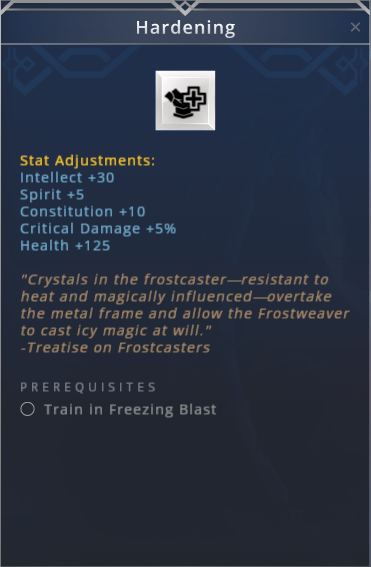 Hardening
Stat Adjustments:
Intellect +30
Spirit +5
Constitution +10
Critical Damage +5%
Health +125
"Crystals in the frostcaster—resistant to
heat and magically influenced—overtake
the metal frame and allow the Frostweaver
to cast icy magic at will."
-Treatise on Frostcasters
PREREQUISITES
Train in Freezing Blast